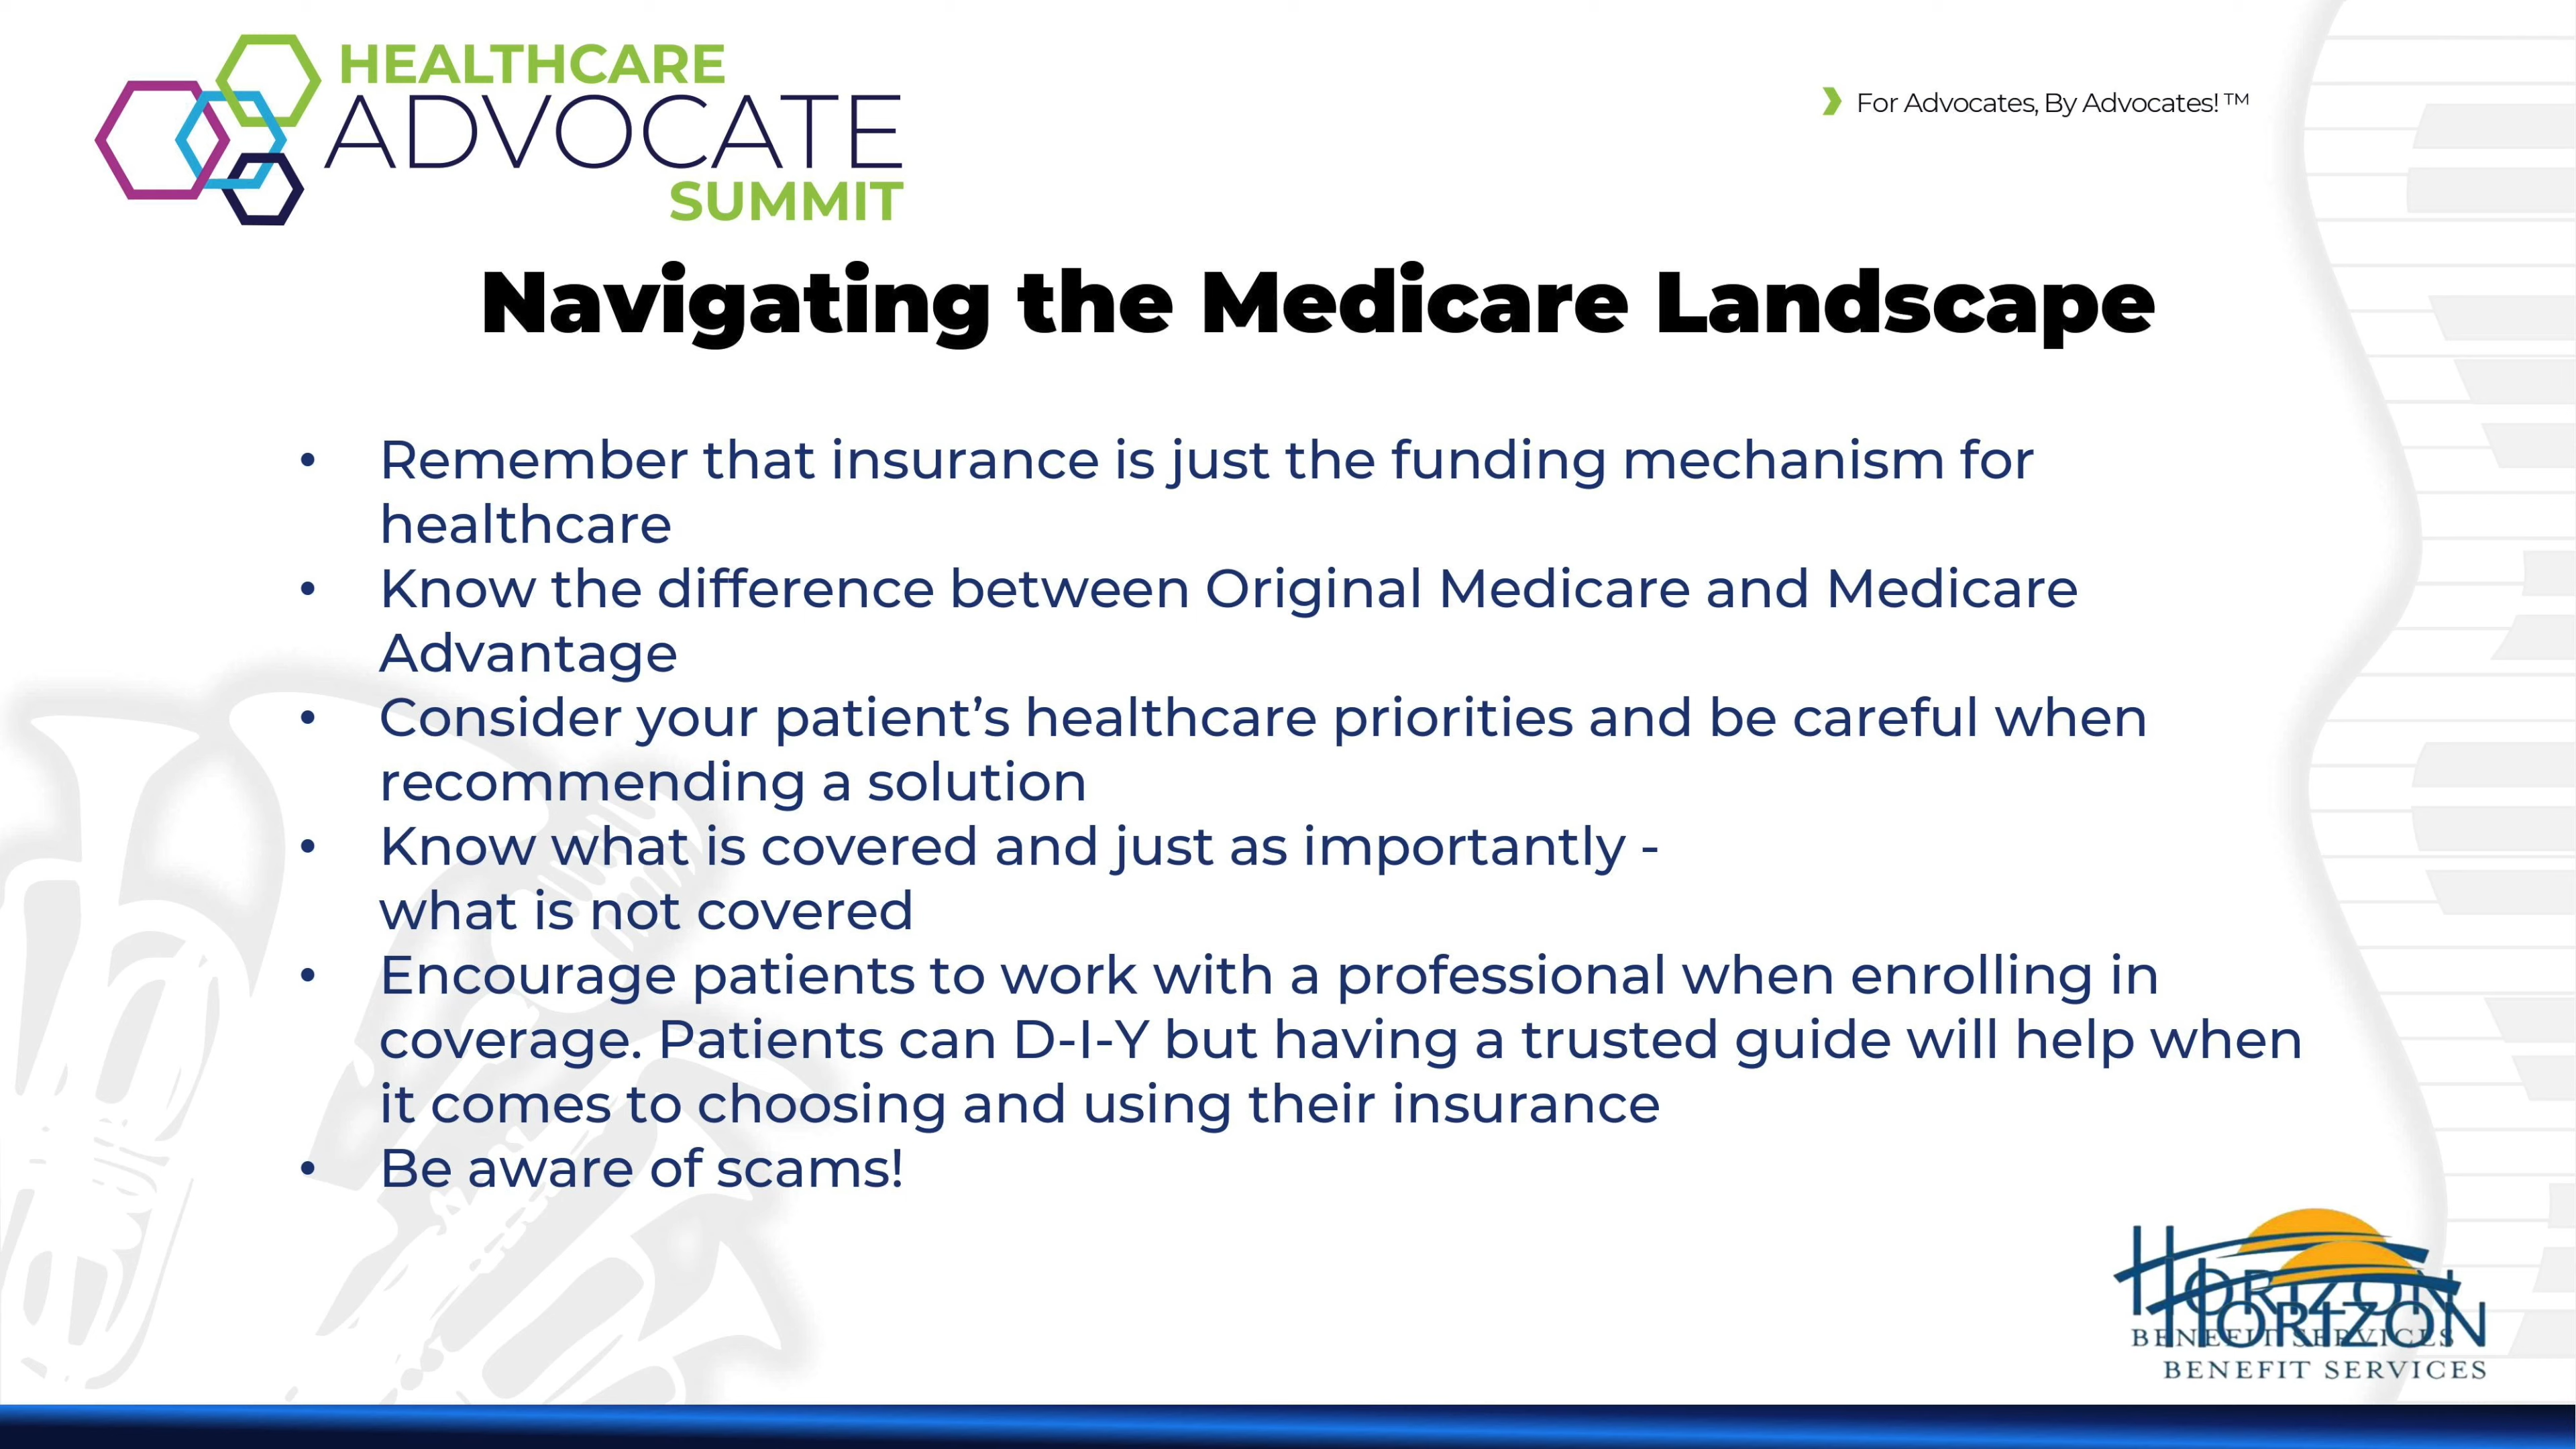 HEALTHCARE
ADVOCATE
SUMMIT
For Advocates, By Advocates!™
Navigating the Medicare Landscape
• Remember that insurance is just the funding mechanism for
healthcare
• Know the difference between Original Medicare and Medicare
Advantage
• Consider your patient’s healthcare priorities and be careful when
recommending a solution
• Know what is covered and just as importantly -
what is not covered
• Encourage patients to work with a professional when enrolling in
coverage. Patients can D-I-Y but having a trusted guide will help when
it comes to choosing and using their insurance
• Be aware of scams!
HORIZON
BENEFIT SERVICES
HORIZON
BENEFIT SERVICES